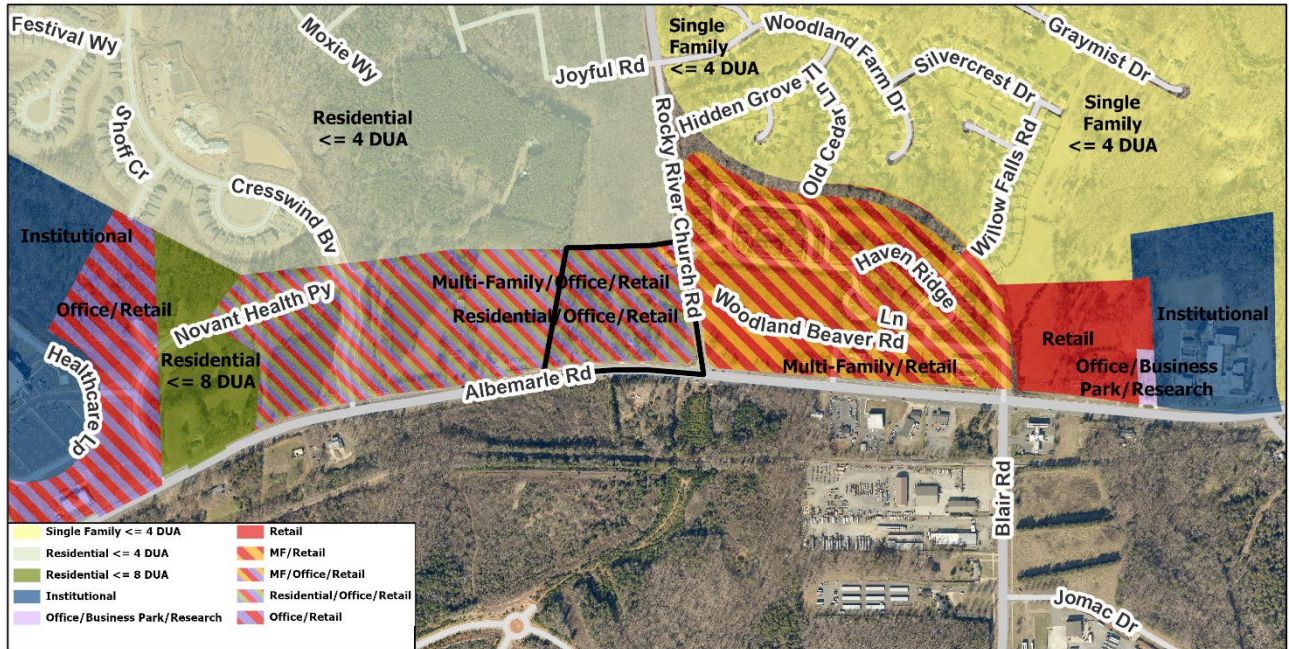 Festival Wy
Moxie Wy
Joyful Rd
Single
Family
<= 4 DUA
Woodland Farm Dr
Graymist Dr
Silvercrest Dr
Hidden Grove Tl
Old Cedar Ln
Single
Family
<= 4 DUA
Residential
<= 4 DUA
Rocky River Church Rd
Willow Falls Rd
Shoff Cr
Cresswind Bv
Institutional
Office/Retail
Novant Health Py
Residential
<= 8 DUA
Healthcare Lp
Multi-Family/Office/Retail
Residential/Office/Retail
Albemarle Rd
Haven Ridge
Ln
Woodland Beaver Rd
Multi-Family/Retail
Retail
Institutional
Office/Business
Park/Research
Blair Rd
Jomac Dr
Single Family <= 4 DUA
Residential <= 4 DUA
Residential <= 8 DUA
Institutional
Office/Business Park/Research
Retail
MF/Retail
MF/Office/Retail
Residential/Office/Retail
Office/Retail